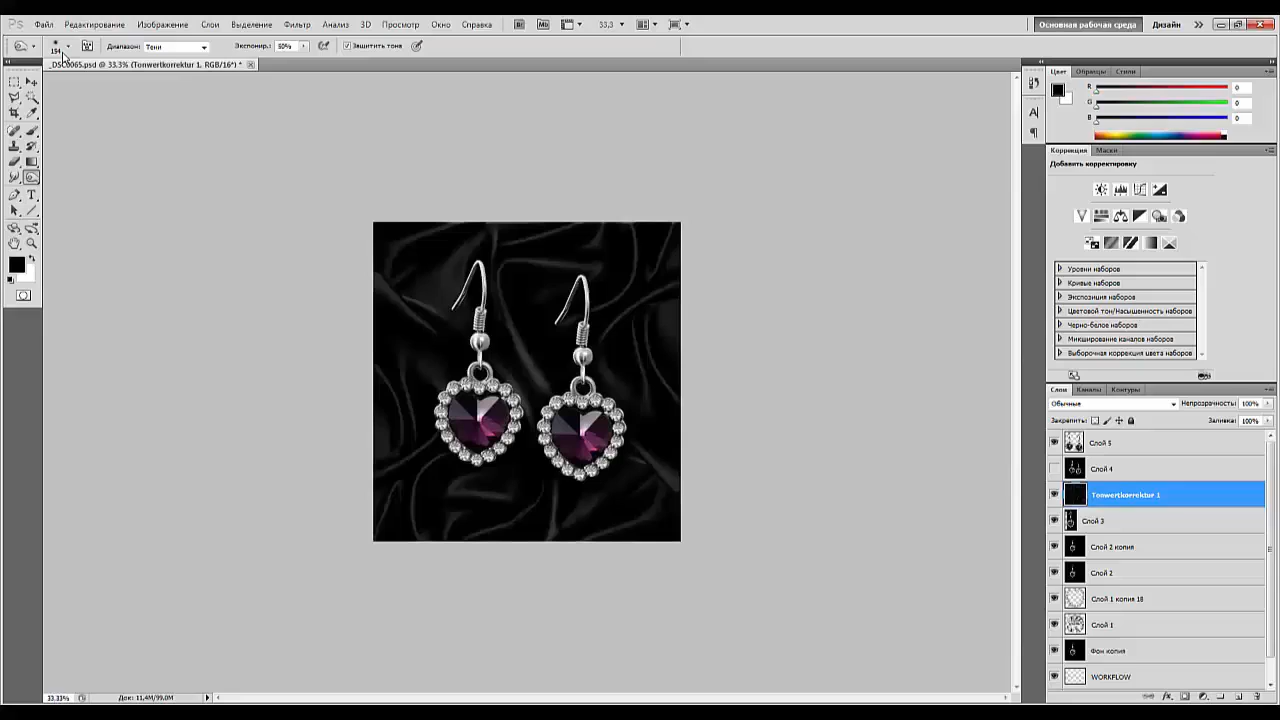 Ps Файл Редактирование Изображение Слои Выделение Фильтр Анализ 3D Просмотр Окно Справка Br Mb 33,3 Основная рабочая среда Дизайн
154 Диапазон: Тени Экспонир.: 50% Защитить тона
_DSC0065.psd @ 33.3% (Tonwertkorrektur 1, RGB/16*) *
Цвет Образцы Стили
R 0
G 0
B 0
Коррекция Маски
Добавить корректировку
Уровни наборов
Кривые наборов
Экспозиция наборов
Цветовой тон/Насыщенность наборов
Черно-белое наборов
Микширование каналов наборов
Выборочная коррекция цвета наборов
Слои Каналы Контуры
Обычные Непрозрачность: 100%
Закрепить: Заливка: 100%
Слой 5
Слой 4
Tonwertkorrektur 1
Слой 3
Слой 2 копия
Слой 2
Слой 1 копия 18
Слой 1
Фон копия
WORKFLOW
33,33% Док: 11,4M/99,0M